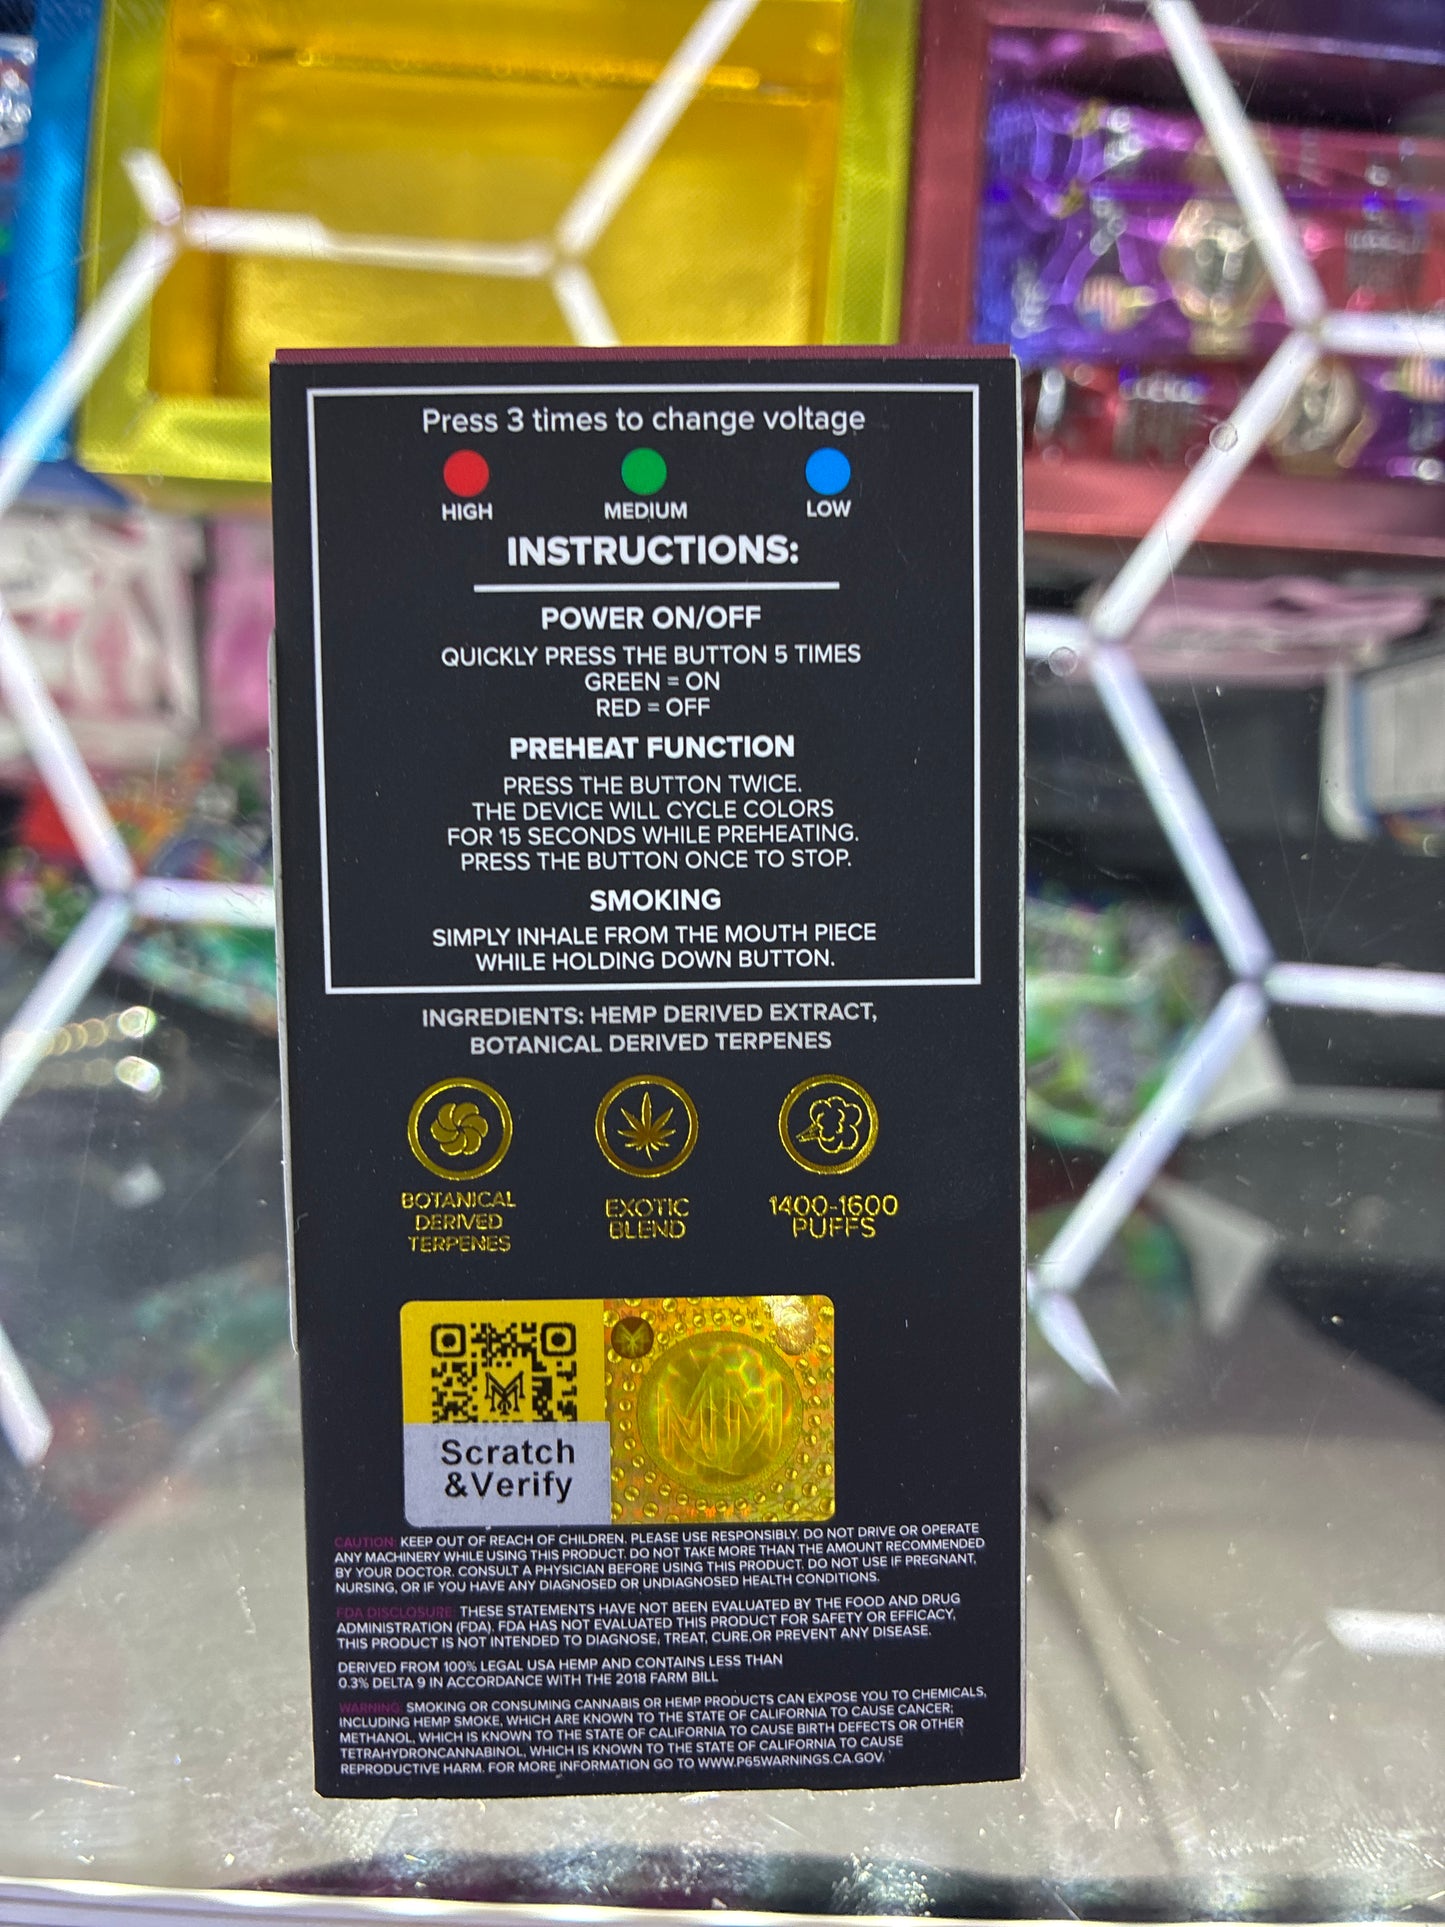 Press 3 times to change voltage
HIGH MEDIUM LOW
INSTRUCTIONS:
POWER ON/OFF
QUICKLY PRESS THE BUTTON 5 TIMES
GREEN = ON
RED = OFF
PREHEAT FUNCTION
PRESS THE BUTTON TWICE.
THE DEVICE WILL CYCLE COLORS
FOR 15 SECONDS WHILE PREHEATING.
PRESS THE BUTTON ONCE TO STOP.
SMOKING
SIMPLY INHALE FROM THE MOUTH PIECE
WHILE HOLDING DOWN BUTTON.
INGREDIENTS: HEMP DERIVED EXTRACT,
BOTANICAL DERIVED TERPENES
BOTANICAL
DERIVED
TERPENES
EXOTIC
BLEND
1400-1600
PUFFS
Scratch
&Verify
CAUTION: KEEP OUT OF REACH OF CHILDREN. PLEASE USE RESPONSIBLY. DO NOT DRIVE OR OPERATE
ANY MACHINERY WHILE USING THIS PRODUCT. DO NOT TAKE MORE THAN THE AMOUNT RECOMMENDED
BY YOUR DOCTOR. CONSULT A PHYSICIAN BEFORE USING THIS PRODUCT. DO NOT USE IF PREGNANT,
NURSING, OR IF YOU HAVE ANY DIAGNOSED OR UNDIAGNOSED HEALTH CONDITIONS.
FDA DISCLOSURE: THESE STATEMENTS HAVE NOT BEEN EVALUATED BY THE FOOD AND DRUG
ADMINISTRATION (FDA). FDA HAS NOT EVALUATED THIS PRODUCT FOR SAFETY OR EFFICACY,
THIS PRODUCT IS NOT INTENDED TO DIAGNOSE, TREAT, CURE,OR PREVENT ANY DISEASE.
DERIVED FROM 100% LEGAL USA HEMP AND CONTAINS LESS THAN
0.3% DELTA 9 IN ACCORDANCE WITH THE 2018 FARM BILL
WARNING: SMOKING OR CONSUMING CANNABIS OR HEMP PRODUCTS CAN EXPOSE YOU TO CHEMICALS,
INCLUDING HEMP SMOKE, WHICH ARE KNOWN TO THE STATE OF CALIFORNIA TO CAUSE CANCER;
METHANOL, WHICH IS KNOWN TO THE STATE OF CALIFORNIA TO CAUSE BIRTH DEFECTS OR OTHER
TETRAHYDRONCANNABINOL, WHICH IS KNOWN TO THE STATE OF CALIFORNIA TO CAUSE
REPRODUCTIVE HARM. FOR MORE INFORMATION GO TO WWW.P65WARNINGS.CA.GOV.